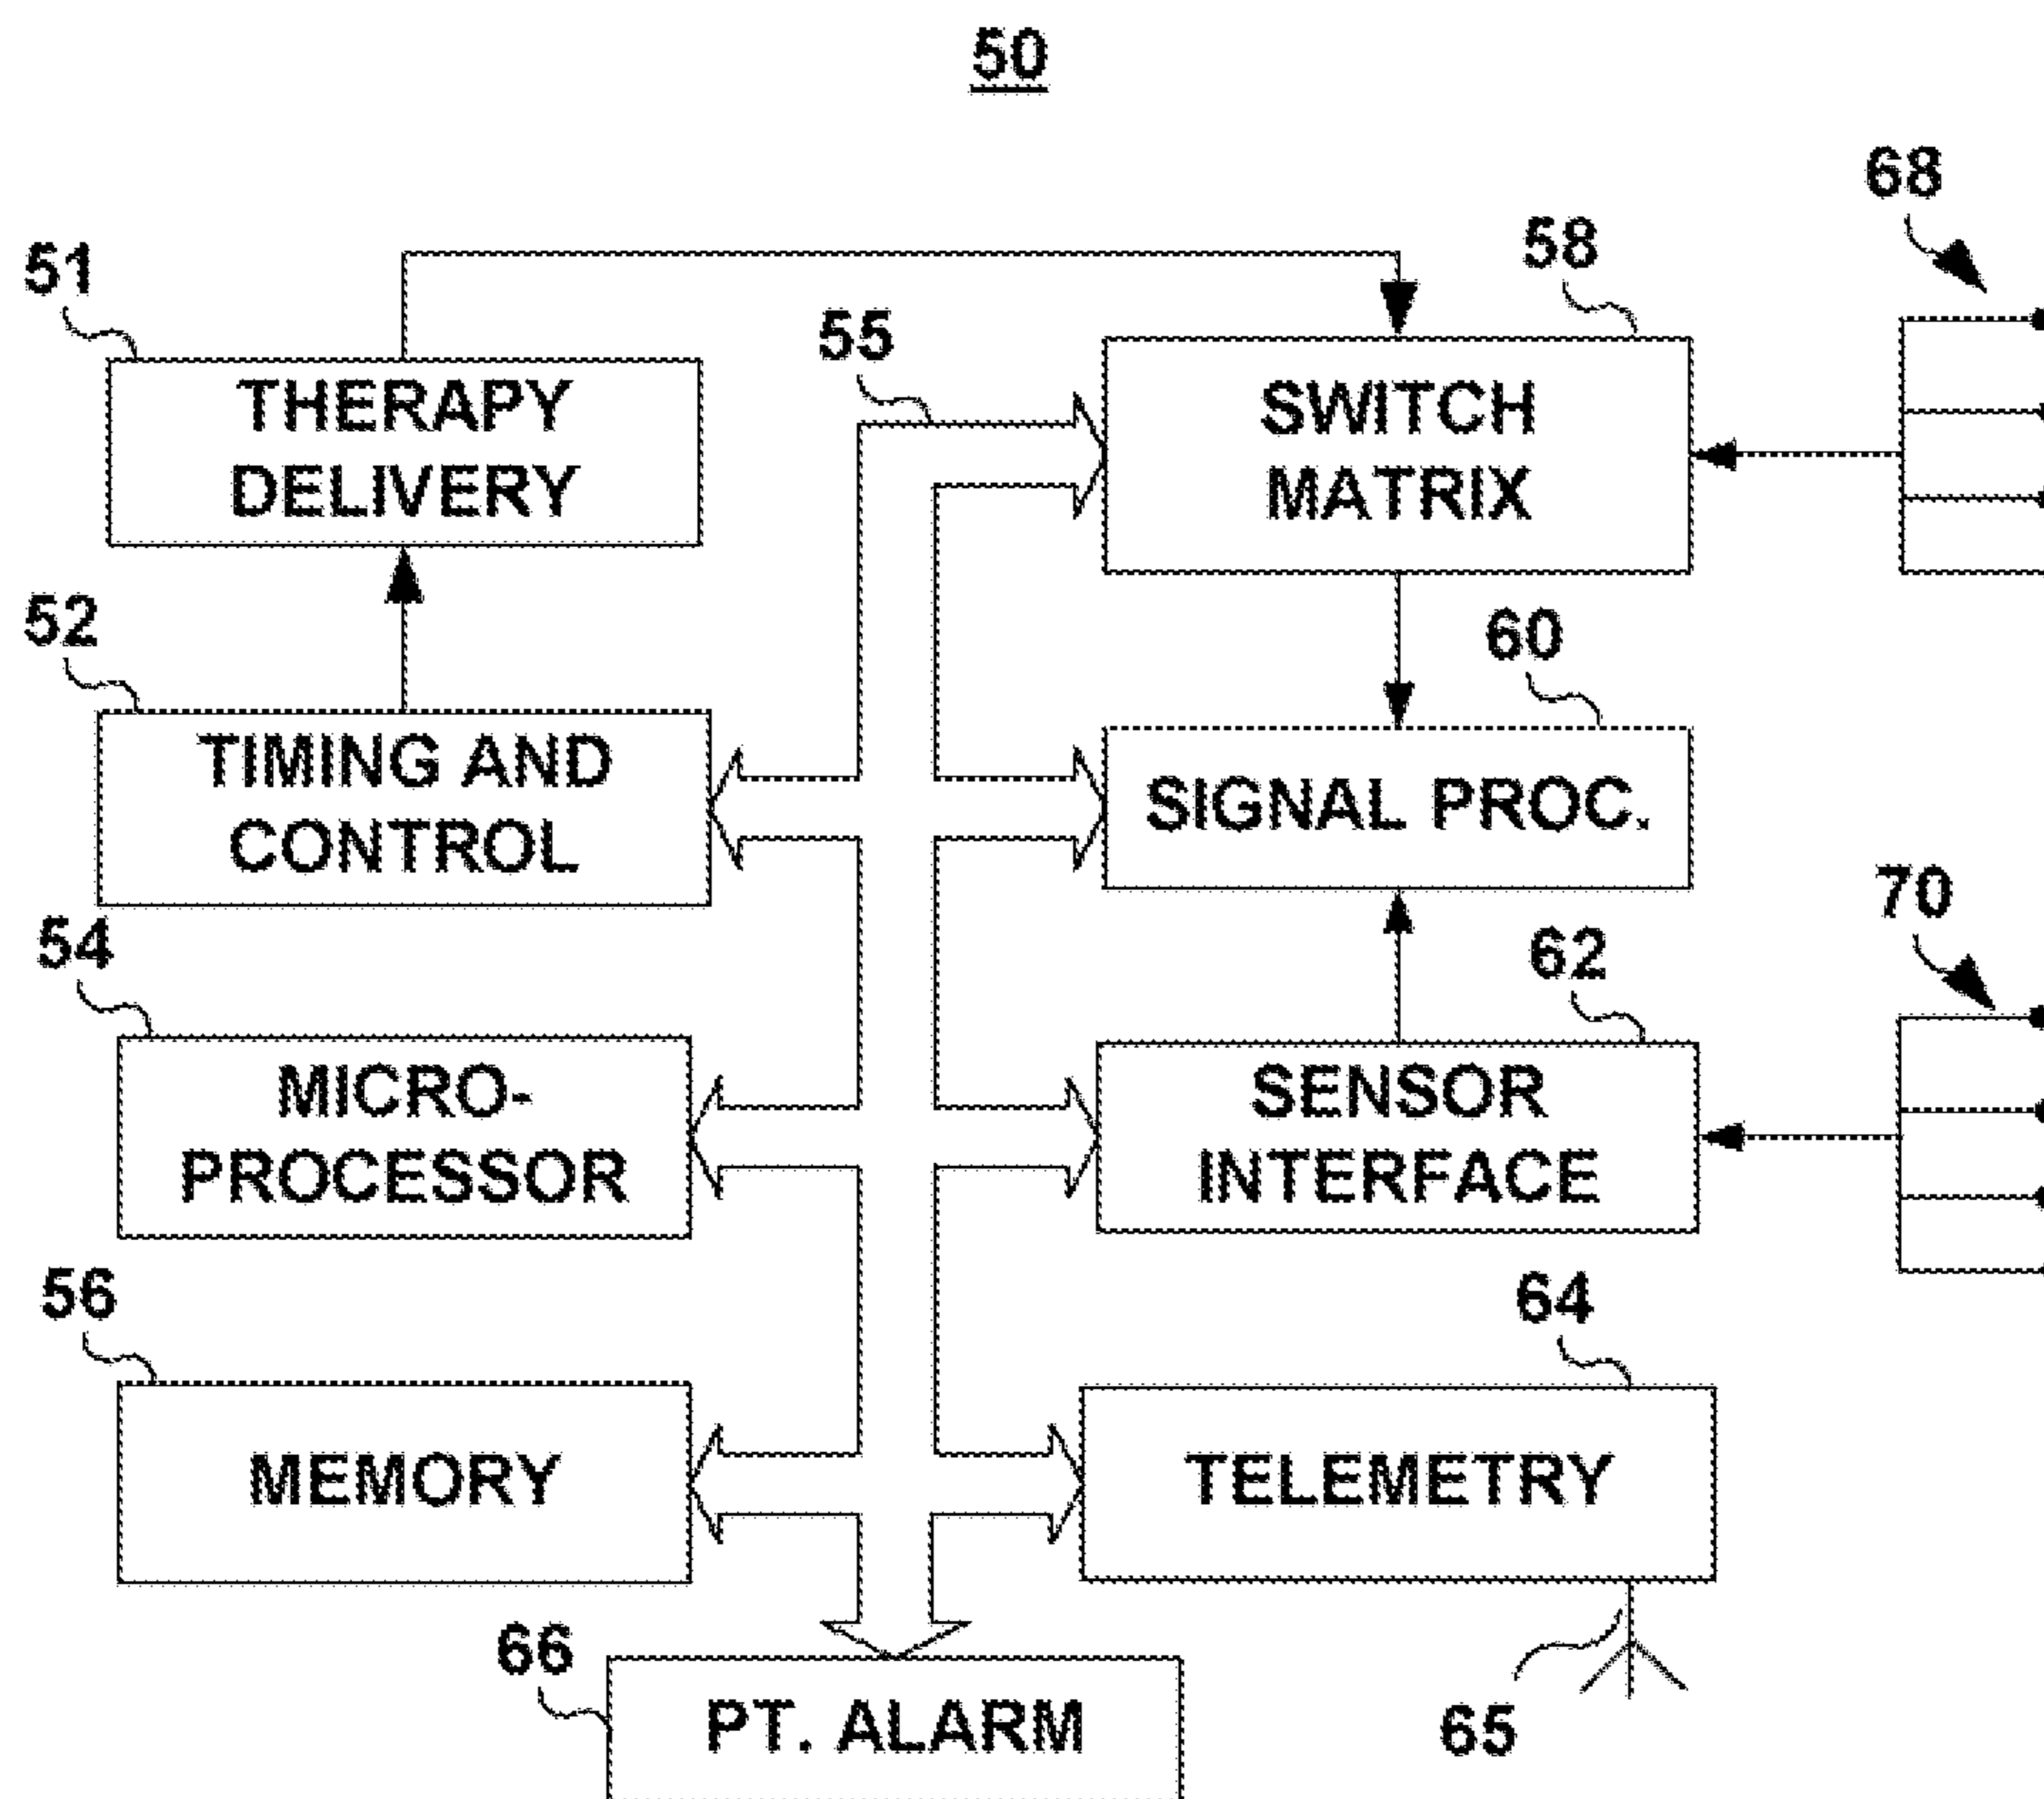 50
68
58
51
55
THERAPY
DELIVERY
SWITCH
MATRIX
52
60
TIMING AND
CONTROL
SIGNAL PROC.
70
54
62
MICRO-
PROCESSOR
SENSOR
INTERFACE
56
64
MEMORY
TELEMETRY
66
65
PT. ALARM